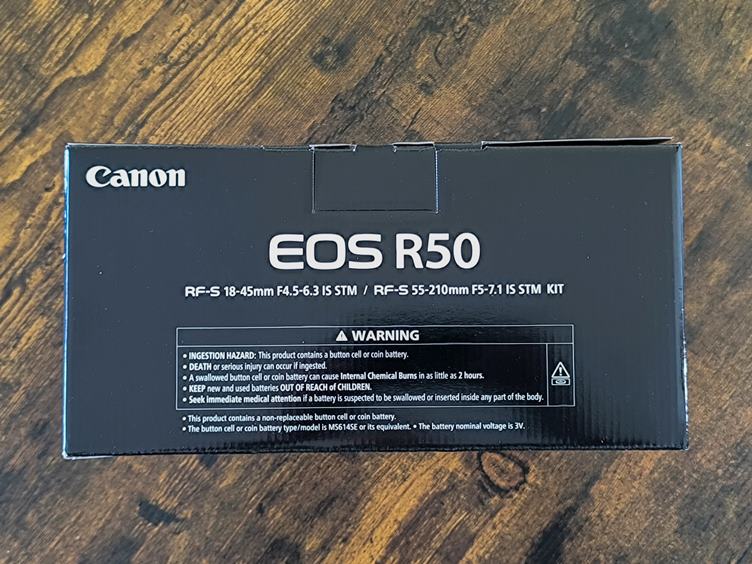 Canon
EOS R50
RF-S 18-45mm F4.5-6.3 IS STM / RF-S 55-210mm F5-7.1 IS STM KIT
⚠ WARNING
• INGESTION HAZARD: This product contains a button cell or coin battery.
• DEATH or serious injury can occur if ingested.
• A swallowed button cell or coin battery can cause Internal Chemical Burns in as little as 2 hours.
• KEEP new and used batteries OUT OF REACH of CHILDREN.
• Seek immediate medical attention if a battery is suspected to be swallowed or inserted inside any part of the body.
• This product contains a non-replaceable button cell or coin battery.
• The button cell or coin battery type/model is MS614SE or its equivalent. • The battery nominal voltage is 3V.